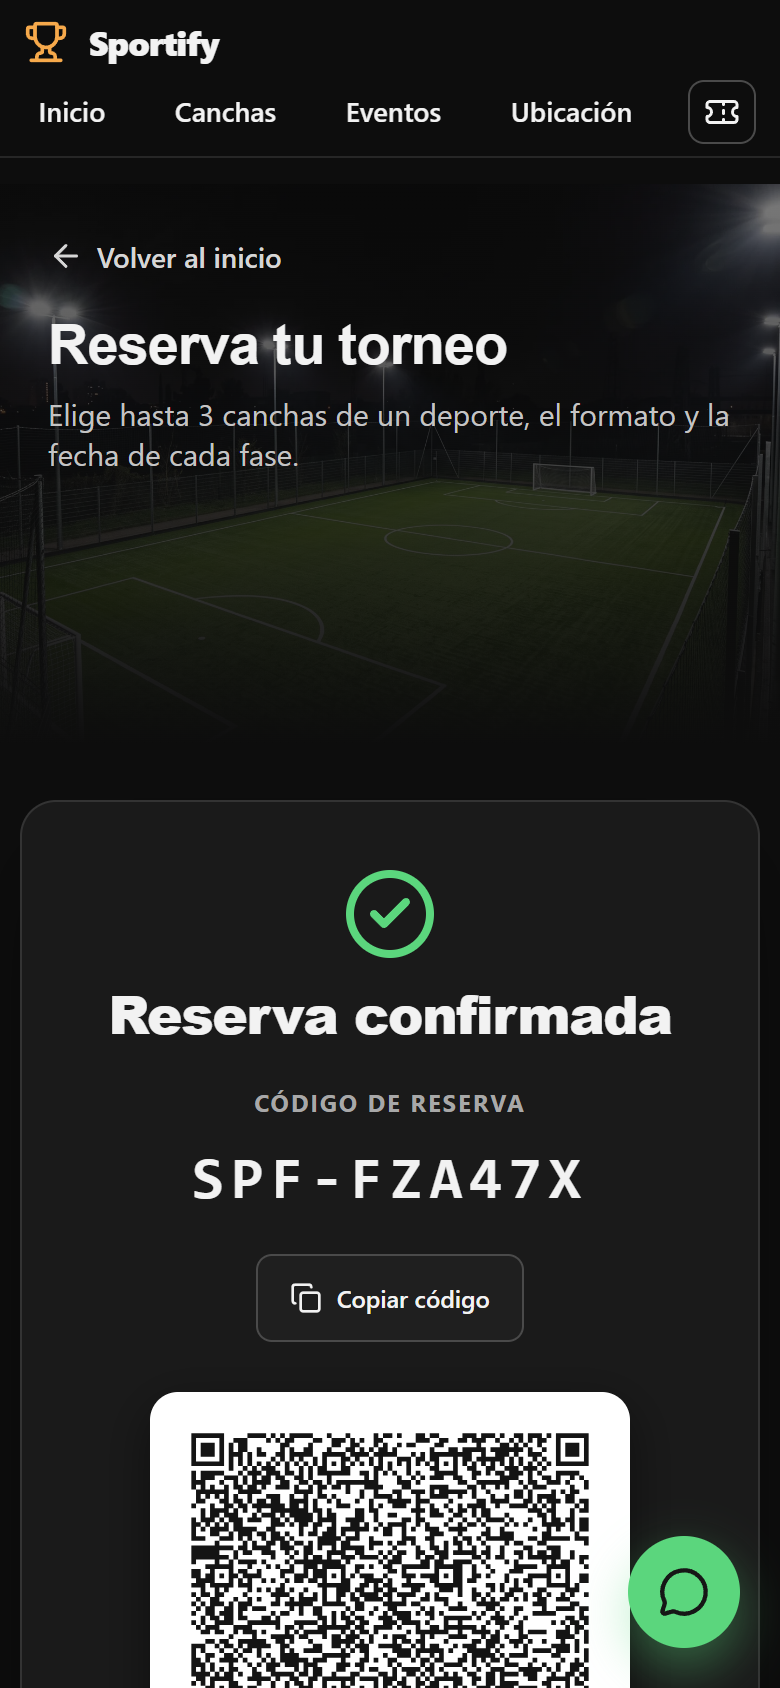 Sportify
Inicio
Canchas
Eventos
Ubicación
Volver al inicio
Reserva tu torneo
Elige hasta 3 canchas de un deporte, el formato y la
fecha de cada fase.
Reserva confirmada
CÓDIGO DE RESERVA
SPF-FZA47X
Copiar código